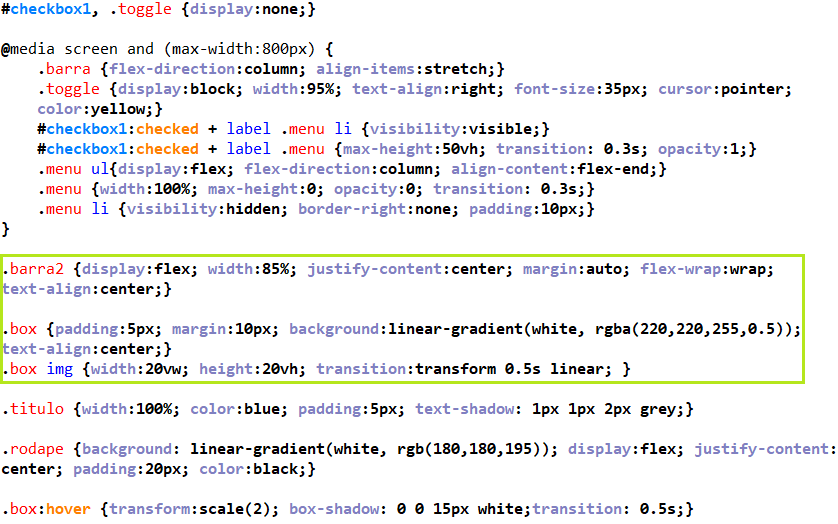 #checkbox1, .toggle {display:none;}
@media screen and (max-width:800px) {
.barra {flex-direction:column; align-items:stretch;}
.toggle {display:block; width:95%; text-align:right; font-size:35px; cursor:pointer;
color:yellow;}
#checkbox1:checked + label .menu li {visibility:visible;}
#checkbox1:checked + label .menu {max-height:50vh; transition: 0.3s; opacity:1;}
.menu ul{display:flex; flex-direction:column; align-content:flex-end;}
.menu {width:100%; max-height:0; opacity:0; transition: 0.3s;}
.menu li {visibility:hidden; border-right:none; padding:10px;}
}
.barra2 {display:flex; width:85%; justify-content:center; margin:auto; flex-wrap:wrap;
text-align:center;}
.box {padding:5px; margin:10px; background:linear-gradient(white, rgba(220,220,255,0.5));
text-align:center;}
.box img {width:20vw; height:20vh; transition:transform 0.5s linear; }
.titulo {width:100%; color:blue; padding:5px; text-shadow: 1px 1px 2px grey;}
.rodape {background: linear-gradient(white, rgb(180,180,195)); display:flex; justify-content:
center; padding:20px; color:black;}
.box:hover {transform:scale(2); box-shadow: 0 0 15px white;transition: 0.5s;}